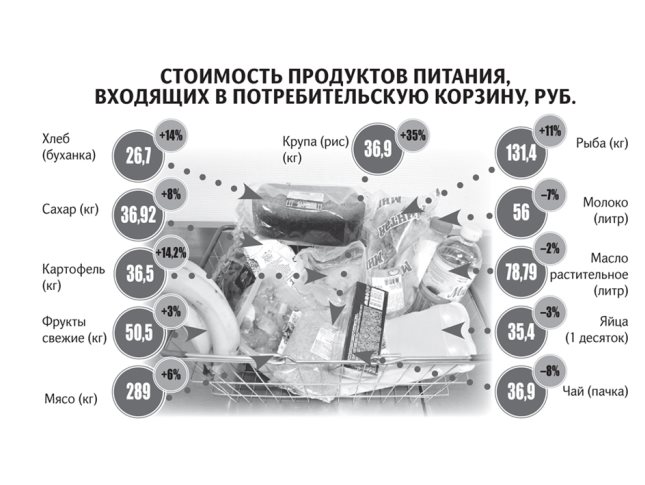 СТОИМОСТЬ ПРОДУКТОВ ПИТАНИЯ,
ВХОДЯЩИХ В ПОТРЕБИТЕЛЬСКУЮ КОРЗИНУ, РУБ.
Хлеб
(буханка)
26,7
+14%
Крупа (рис)
(кг)
36,9
+35%
131,4
+11%
Рыба (кг)
Сахар (кг)
36,92
+8%
56
–7%
Молоко
(литр)
Картофель
(кг)
36,5
+14,2%
78,79
–2%
Масло
растительное
(литр)
Фрукты
свежие (кг)
50,5
+3%
35,4
–3%
Яйца
(1 десяток)
Мясо (кг)
289
+6%
36,9
–8%
Чай (пачка)